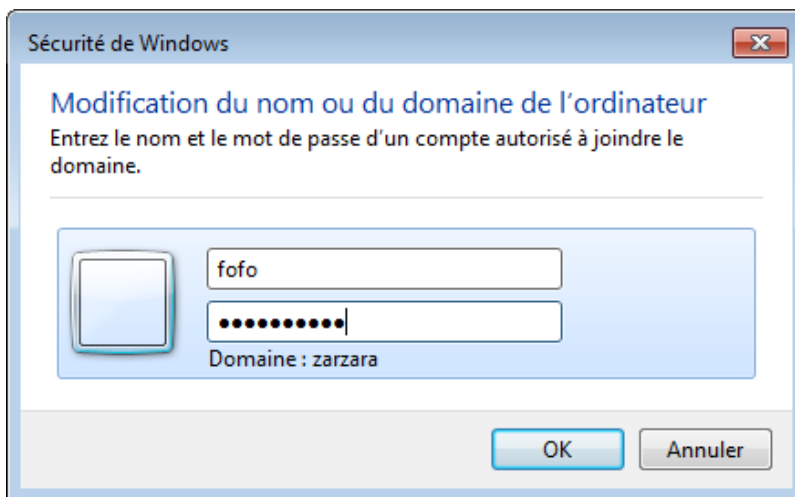 Sécurité de Windows
Modification du nom ou du domaine de l'ordinateur
Entrez le nom et le mot de passe d'un compte autorisé à joindre le
domaine.
fofo
●●●●●●●●●●
Domaine : zarzara
OK
Annuler